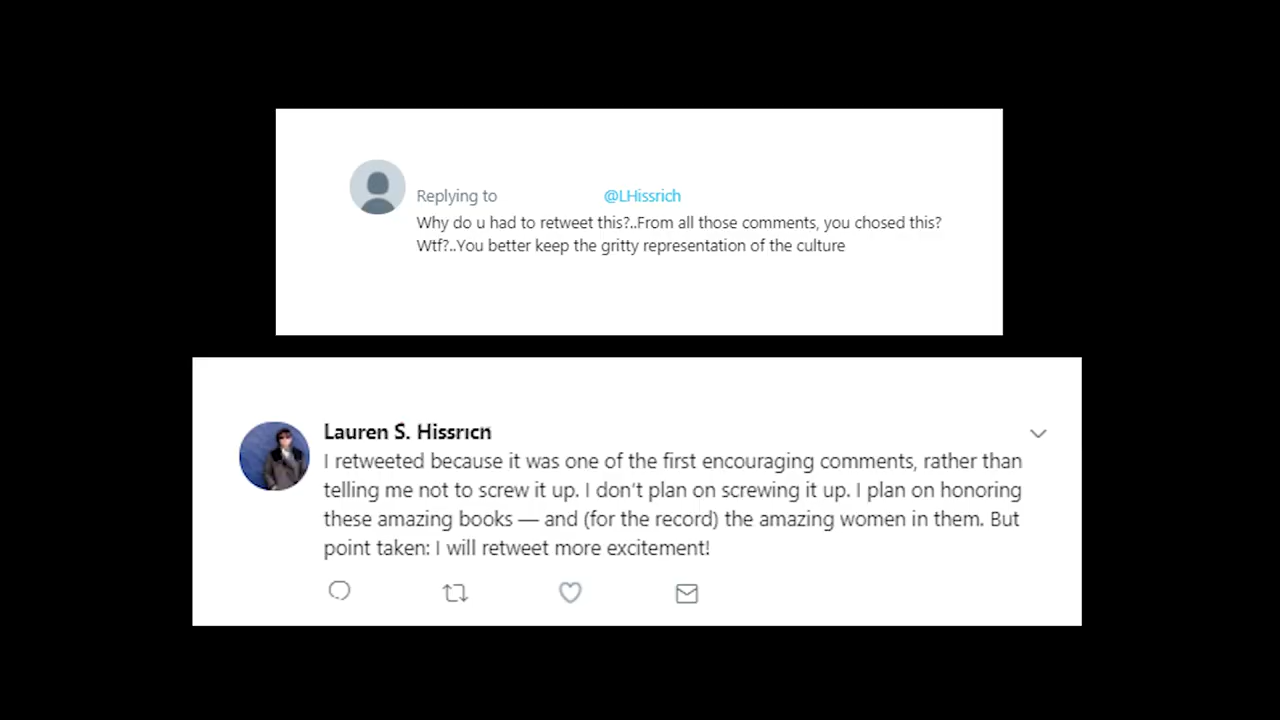 Replying to @LHissrich
Why do u had to retweet this?..From all those comments, you chosed this?
Wtf?..You better keep the gritty representation of the culture
Lauren S. Hissrich
I retweeted because it was one of the first encouraging comments, rather than
telling me not to screw it up. I don't plan on screwing it up. I plan on honoring
these amazing books — and (for the record) the amazing women in them. But
point taken: I will retweet more excitement!